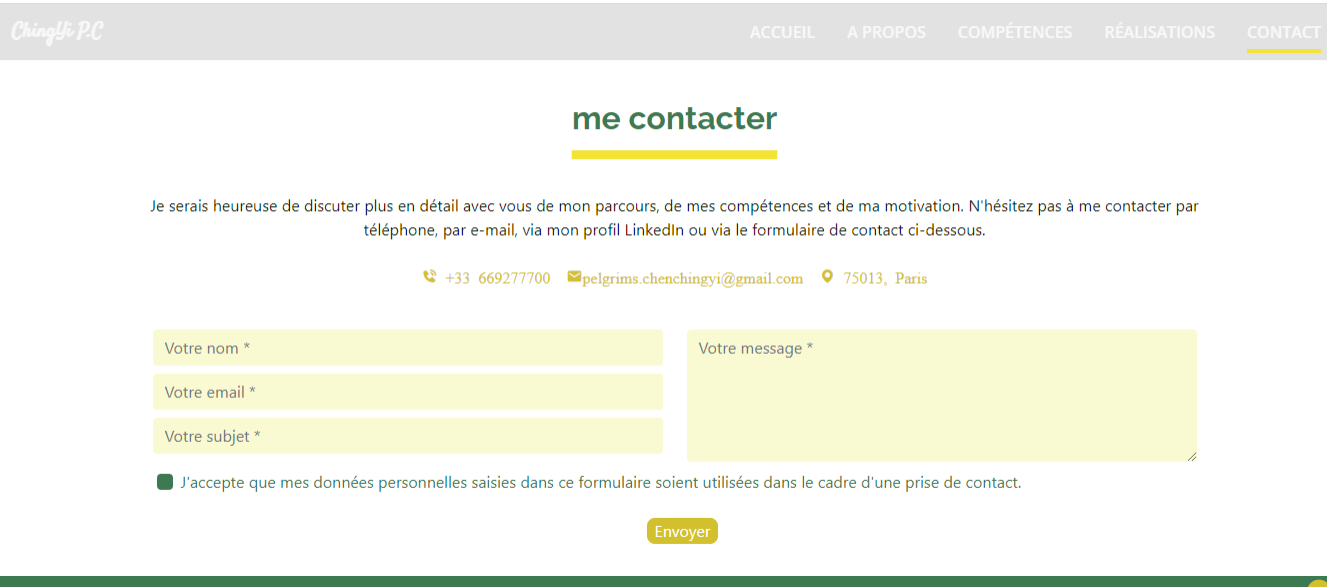 ChingYi P.C
ACCUEIL A PROPOS COMPÉTENCES RÉALISATIONS CONTACT
me contacter
Je serais heureuse de discuter plus en détail avec vous de mon parcours, de mes compétences et de ma motivation. N'hésitez pas à me contacter par
téléphone, par e-mail, via mon profil LinkedIn ou via le formulaire de contact ci-dessous.
+33 669277700 pelgrims.chenchingyi@gmail.com 75013, Paris
Votre nom *
Votre message *
Votre email *
Votre subjet *
J'accepte que mes données personnelles saisies dans ce formulaire soient utilisées dans le cadre d'une prise de contact.
Envoyer